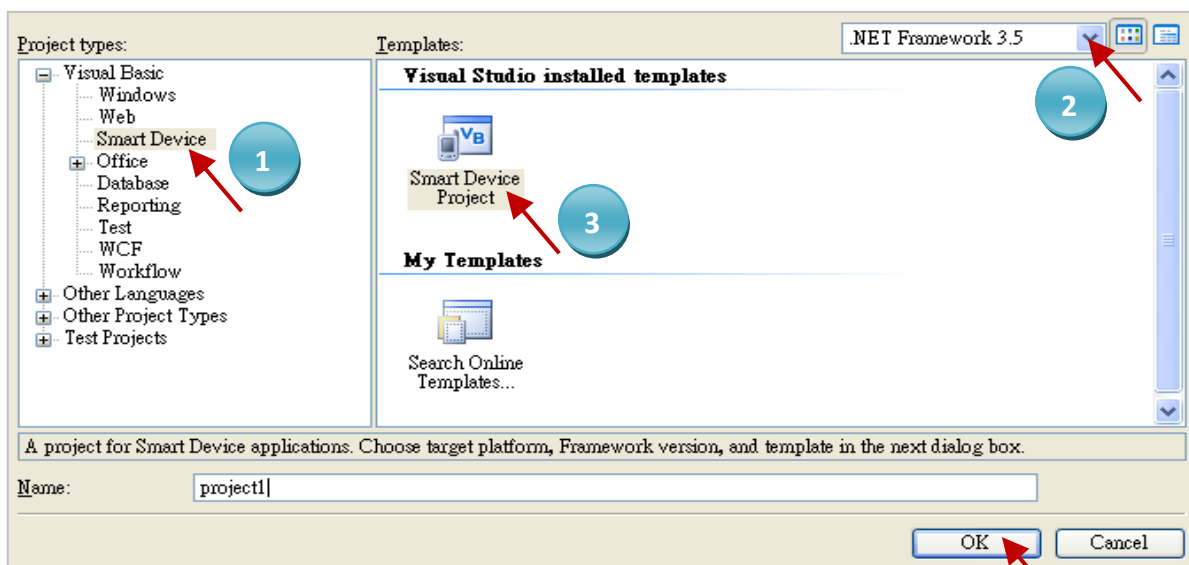 Project types:
Templates:
.NET Framework 3.5
Visual Basic
Windows
Web
Smart Device
Office
Database
Reporting
Test
WCF
Workflow
Other Languages
Other Project Types
Test Projects
1
Visual Studio installed templates
2
VB
Smart Device
Project
3
My Templates
Search Online
Templates...
A project for Smart Device applications. Choose target platform, Framework version, and template in the next dialog box.
Name:
project1
OK
Cancel